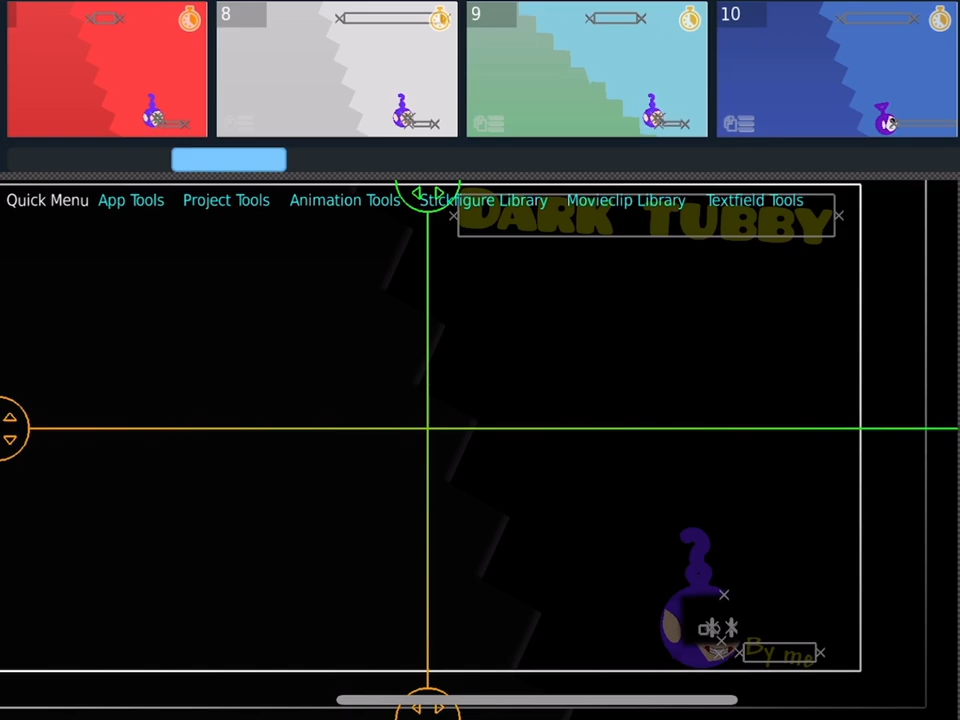 8
9
10
Quick Menu App Tools Project Tools Animation Tools Stickfigure Library Movieclip Library Textfield Tools
DARK TUBBY
By me